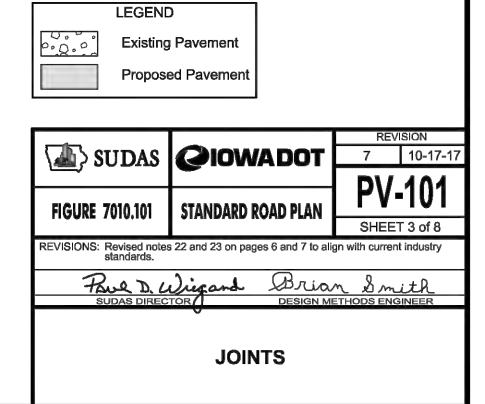 LEGEND
Existing Pavement
Proposed Pavement
SUDAS
IOWADOT
REVISION
7 10-17-17
FIGURE 7010.101
STANDARD ROAD PLAN
PV-101
SHEET 3 of 8
REVISIONS: Revised notes 22 and 23 on pages 6 and 7 to align with current industry
standards.
Paul D. Wiegand Brian Smith
SUDAS DIRECTOR DESIGN METHODS ENGINEER
JOINTS